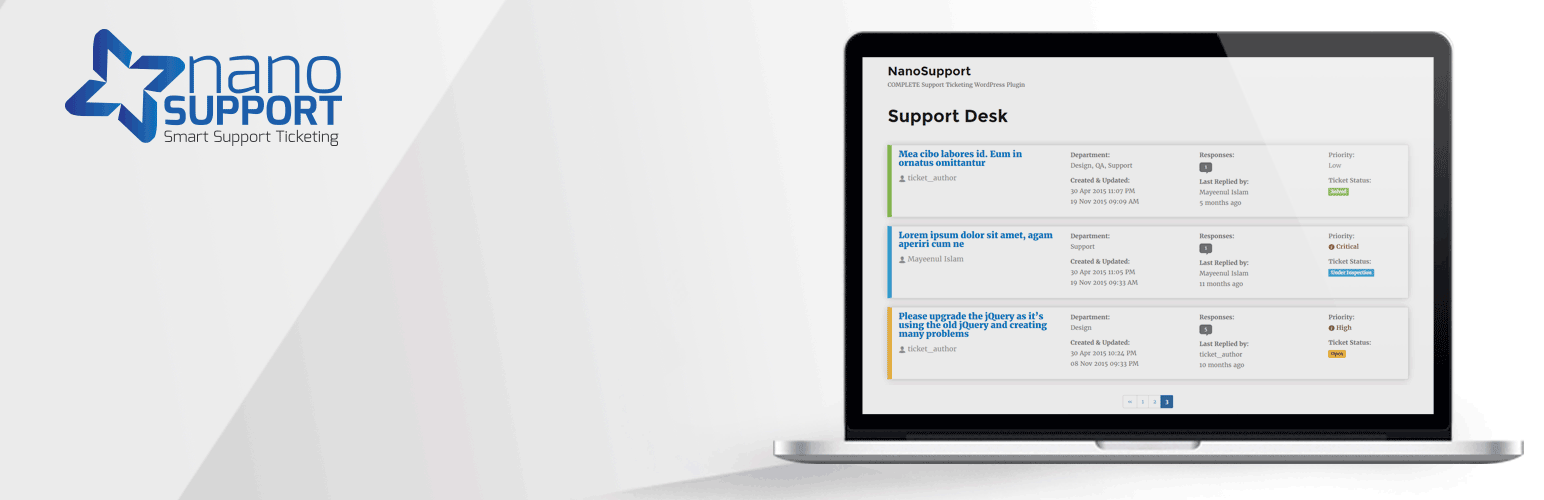 nano
SUPPORT
Smart Support Ticketing
NanoSupport
COMPLETE Support Ticketing WordPress Plugin
Support Desk
Mea cibo labores id. Eum in
ornatus omittantur
ticket_author
Department:
Design, QA, Support
Created & Updated:
30 Apr 2015 11:07 PM
19 Nov 2015 09:09 AM
Responses:
Last Replied by:
Mayeenul Islam
5 months ago
Priority:
Low
Ticket Status:
Solved
Lorem ipsum dolor sit amet, agam
aperiri cum ne
Mayeenul Islam
Department:
Support
Created & Updated:
30 Apr 2015 11:05 PM
19 Nov 2015 09:33 AM
Responses:
Last Replied by:
Mayeenul Islam
11 months ago
Priority:
Critical
Ticket Status:
Under Inspection
Please upgrade the jQuery as it's
using the old jQuery and creating
many problems
ticket_author
Department:
Design
Created & Updated:
30 Apr 2015 10:24 PM
08 Nov 2015 09:33 PM
Responses:
Last Replied by:
ticket_author
10 months ago
Priority:
High
Ticket Status:
Open
« 1 2 3